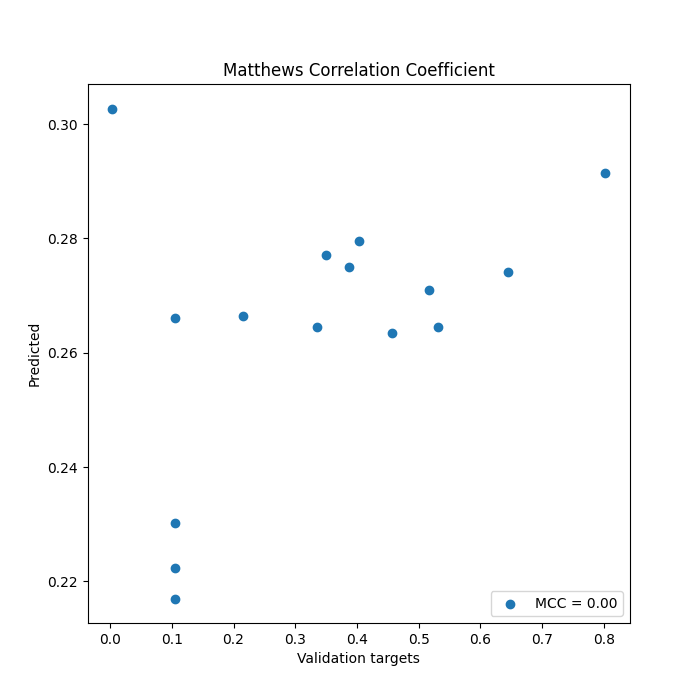 Matthews Correlation Coefficient
0.30
0.28
0.26
0.24
0.22
Predicted
MCC = 0.00
0.0 0.1 0.2 0.3 0.4 0.5 0.6 0.7 0.8
Validation targets